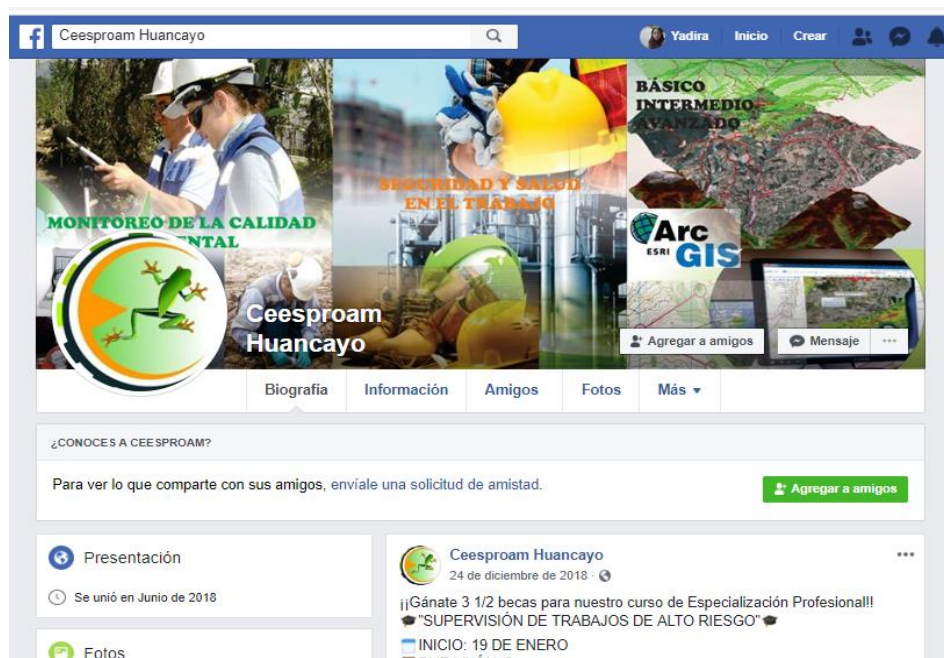 Ceesproam Huancayo
Yadira
Inicio
Crear
MONITOREO DE LA CALIDAD
SEGURIDAD Y SALUD
EN EL TRABAJO
BÁSICO
INTERMEDIO
AVANZADO
Arc
ESRI GIS
Ceesproam
Huancayo
Agregar a amigos
Mensaje
Biografía
Información
Amigos
Fotos
Más
¿CONOCES A CEESPROAM?
Para ver lo que comparte con sus amigos, envíale una solicitud de amistad.
Agregar a amigos
Presentación
Se unió en Junio de 2018
Fotos
Ceesproam Huancayo
24 de diciembre de 2018
¡¡Gánate 3 1/2 becas para nuestro curso de Especialización Profesional!!
"SUPERVISIÓN DE TRABAJOS DE ALTO RIESGO"
INICIO: 19 DE ENERO